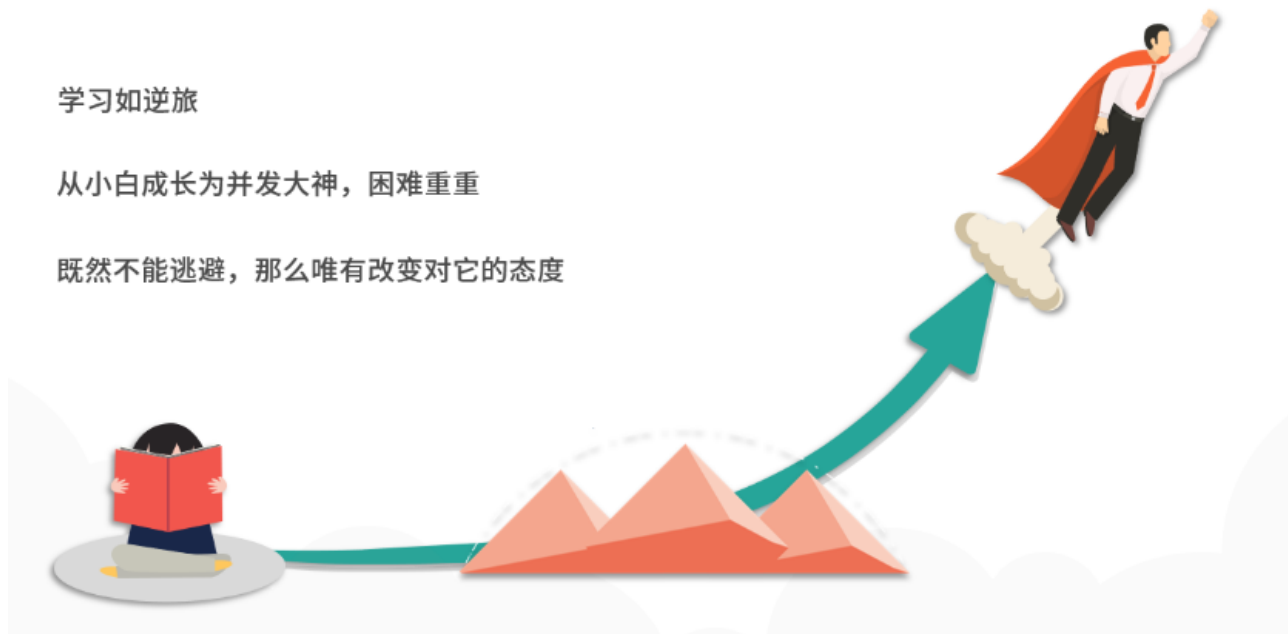 学习如逆旅
从小白成长为并发大神，困难重重
既然不能逃避，那么唯有改变对它的态度